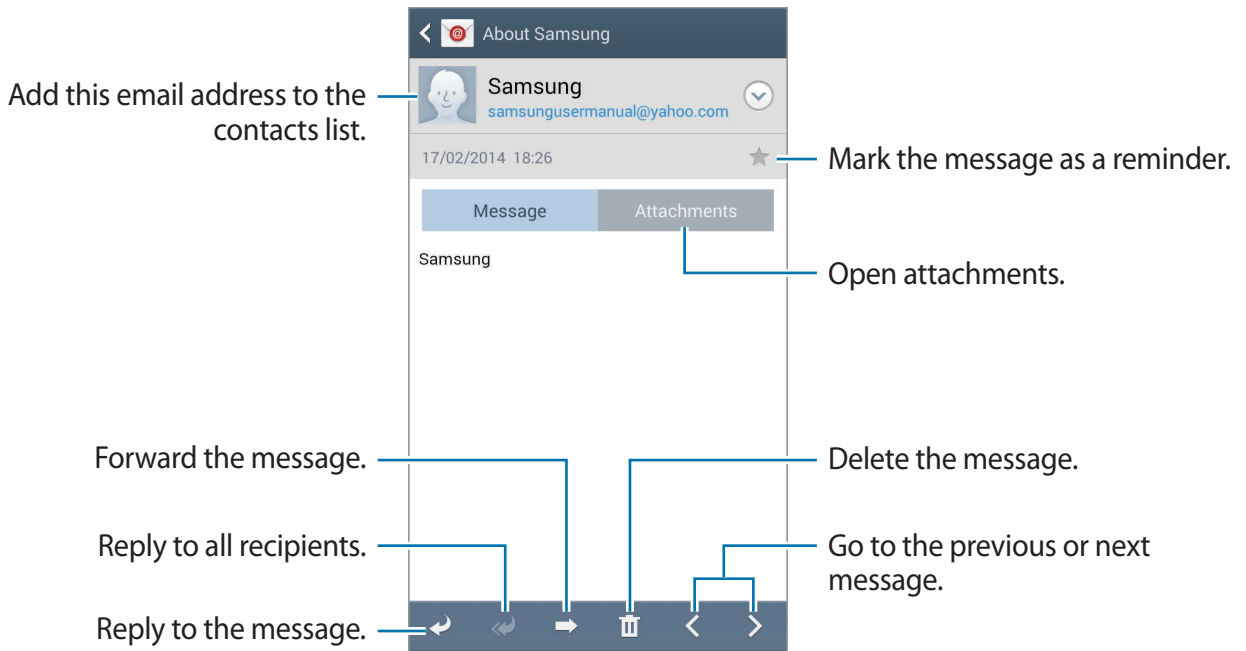 About Samsung
Add this email address to the
contacts list.
Samsung
samsungusermanual@yahoo.com
17/02/2014 18:26
Mark the message as a reminder.
Message
Attachments
Samsung
Open attachments.
Forward the message.
Delete the message.
Reply to all recipients.
Go to the previous or next
message.
Reply to the message.